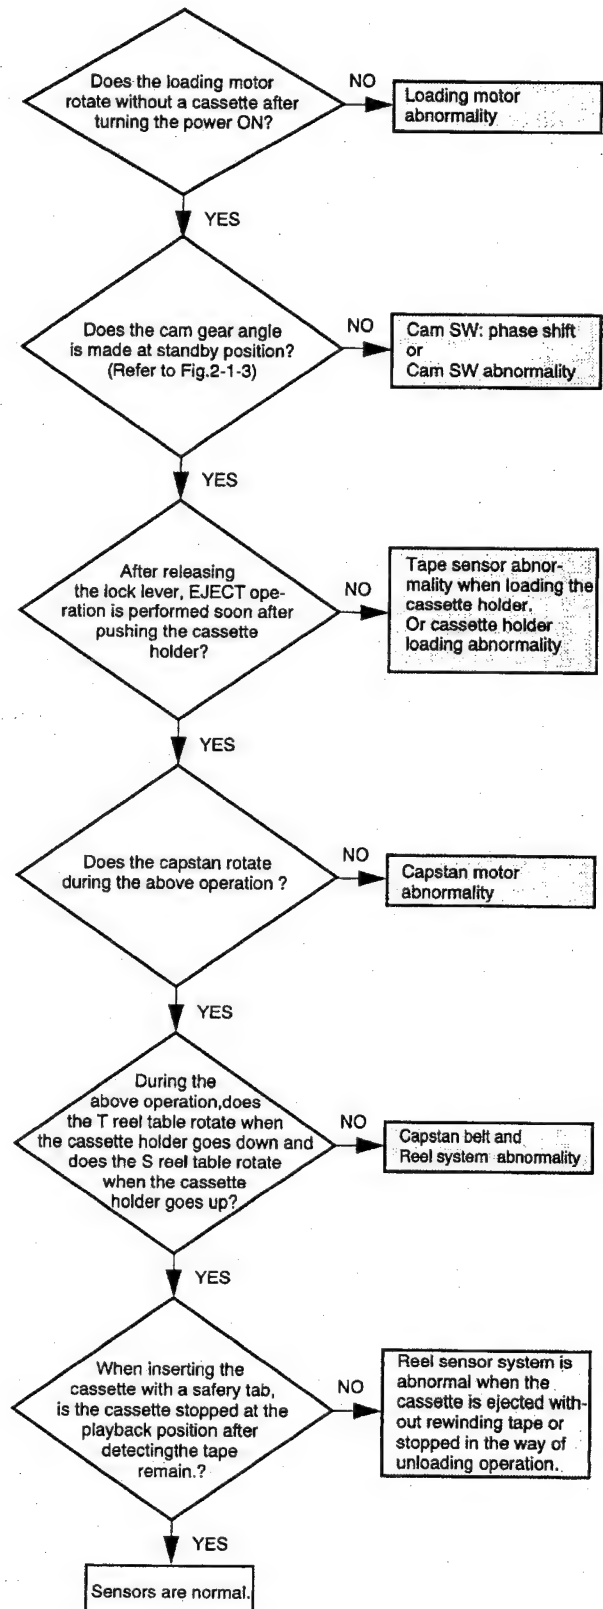 Does the loading motor
rotate without a cassette after
turning the power ON?
NO
Loading motor
abnormality
YES
Does the cam gear angle
is made at standby position?
(Refer to Fig.2-1-3)
NO
Cam SW: phase shift
or
Cam SW abnormality
YES
After releasing
the lock lever, EJECT ope-
ration is performed soon after
pushing the cassette
holder?
NO
Tape sensor abnor-
mality when loading the
cassette holder.
Or cassette holder
loading abnormality
YES
Does the capstan rotate
during the above operation ?
NO
Capstan motor
abnormality
YES
During the
above operation,does
the T reel table rotate when
the cassette holder goes down and
does the S reel table rotate
when the cassette
holder goes up?
NO
Capstan belt and
Reel system abnormality
YES
When inserting the
cassette with a safery tab,
is the cassette stopped at the
playback position after
detectingthe tape
remain.?
NO
Reel sensor system is
abnormal when the
cassette is ejected with-
out rewinding tape or
stopped in the way of
unloading operation.
YES
Sensors are normal.